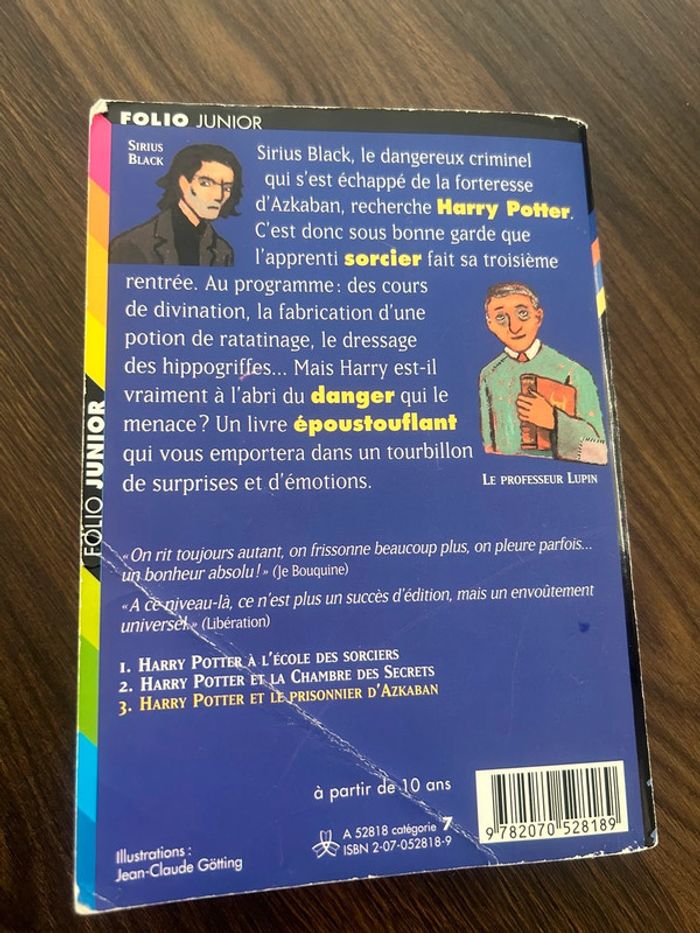 FOLIO JUNIOR
SIRIUS
BLACK
Sirius Black, le dangereux criminel
qui s'est échappé de la forteresse
d'Azkaban, recherche Harry Potter.
C'est donc sous bonne garde que
l'apprenti sorcier fait sa troisième
rentrée. Au programme : des cours
de divination, la fabrication d'une
potion de ratatinage, le dressage
des hippogriffes... Mais Harry est-il
vraiment à l'abri du danger qui le
menace ? Un livre époustouflant
qui vous emportera dans un tourbillon
de surprises et d'émotions.
LE PROFESSEUR LUPIN
FOLIO JUNIOR
« On rit toujours autant, on frissonne beaucoup plus, on pleure parfois...
un bonheur absolu ! » (Je Bouquine)
« A ce niveau-là, ce n'est plus un succès d'édition, mais un envoûtement
universel. » (Libération)
1. HARRY POTTER À L'ÉCOLE DES SORCIERS
2. HARRY POTTER ET LA CHAMBRE DES SECRETS
3. HARRY POTTER ET LE PRISONNIER D'AZKABAN
à partir de 10 ans
Illustrations :
Jean-Claude Götting
A 52818 catégorie 7
ISBN 2-07-052818-9
9 782070 528189